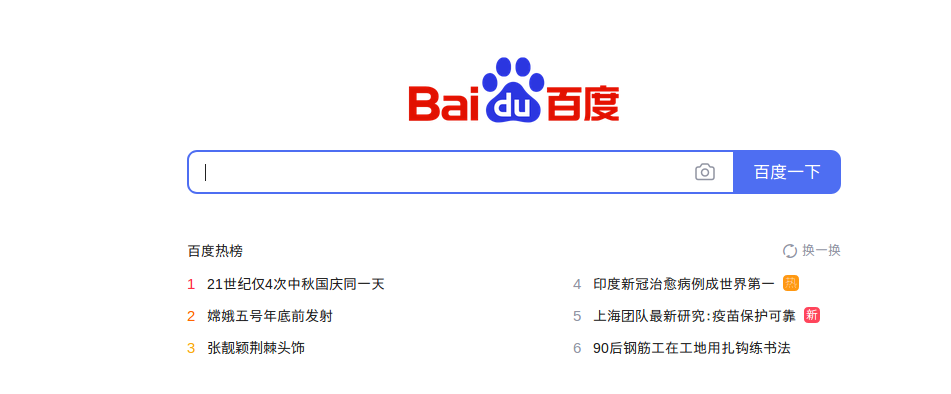 Bai du 百度
百度一下
百度热榜
换一换
1 21世纪仅4次中秋国庆同一天
2 嫦娥五号年底前发射
3 张靓颖荆棘头饰
4 印度新冠治愈病例成世界第一 热
5 上海团队最新研究:疫苗保护可靠 新
6 90后钢筋工在工地用扎钩练书法